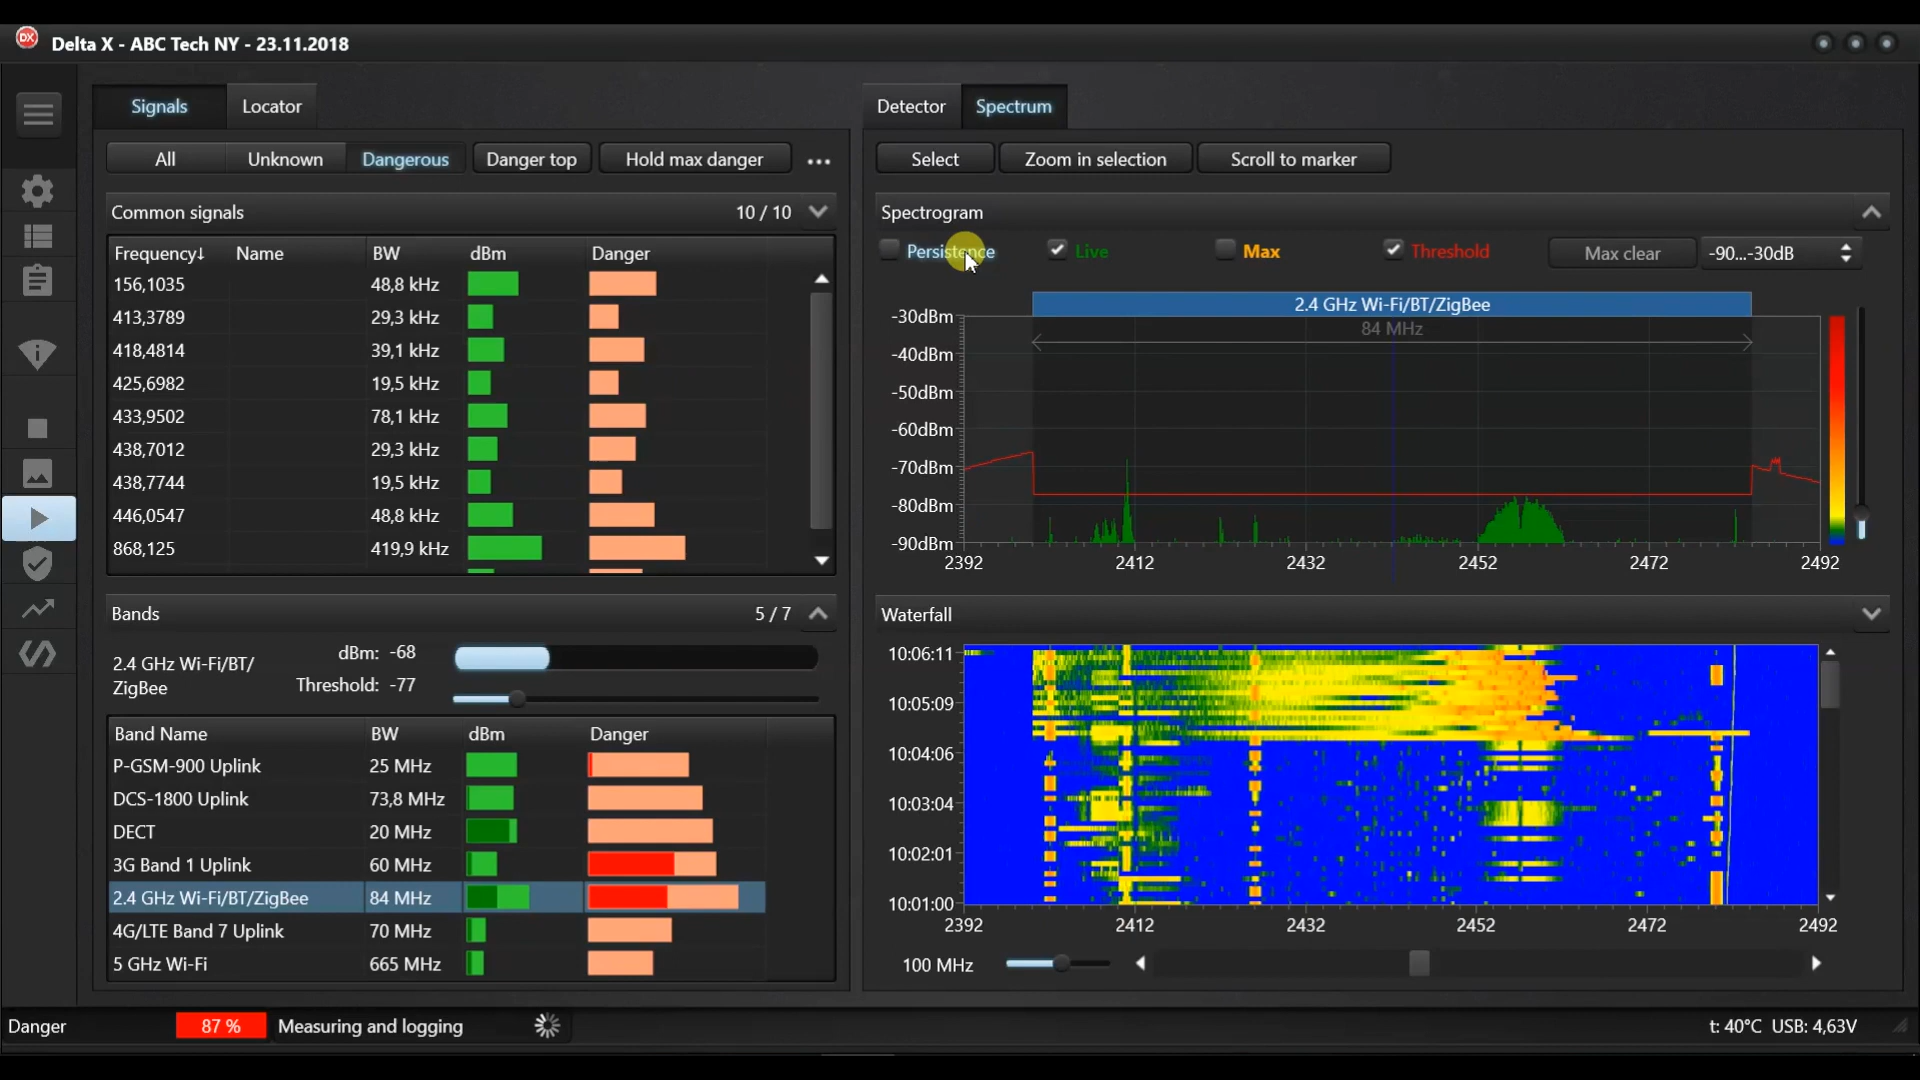 DX Delta X - ABC Tech NY - 23.11.2018
Signals Locator
All Unknown Dangerous Danger top Hold max danger ...
Common signals 10 / 10
Frequency↓ Name BW dBm Danger
156,1035 48,8 kHz
413,3789 29,3 kHz
418,4814 39,1 kHz
425,6982 19,5 kHz
433,9502 78,1 kHz
438,7012 29,3 kHz
438,7744 19,5 kHz
446,0547 48,8 kHz
868,125 419,9 kHz
Bands 5 / 7
2.4 GHz Wi-Fi/BT/
ZigBee
dBm: -68
Threshold: -77
Band Name BW dBm Danger
P-GSM-900 Uplink 25 MHz
DCS-1800 Uplink 73,8 MHz
DECT 20 MHz
3G Band 1 Uplink 60 MHz
2.4 GHz Wi-Fi/BT/ZigBee 84 MHz
4G/LTE Band 7 Uplink 70 MHz
5 GHz Wi-Fi 665 MHz
Detector Spectrum
Select Zoom in selection Scroll to marker
Spectrogram
Persistence Live Max Threshold Max clear -90...-30dB
2.4 GHz Wi-Fi/BT/ZigBee
84 MHz
-30dBm
-40dBm
-50dBm
-60dBm
-70dBm
-80dBm
-90dBm
2392 2412 2432 2452 2472 2492
Waterfall
10:06:11
10:05:09
10:04:06
10:03:04
10:02:01
10:01:00
2392 2412 2432 2452 2472 2492
100 MHz
Danger 87 % Measuring and logging t: 40°C USB: 4,63V